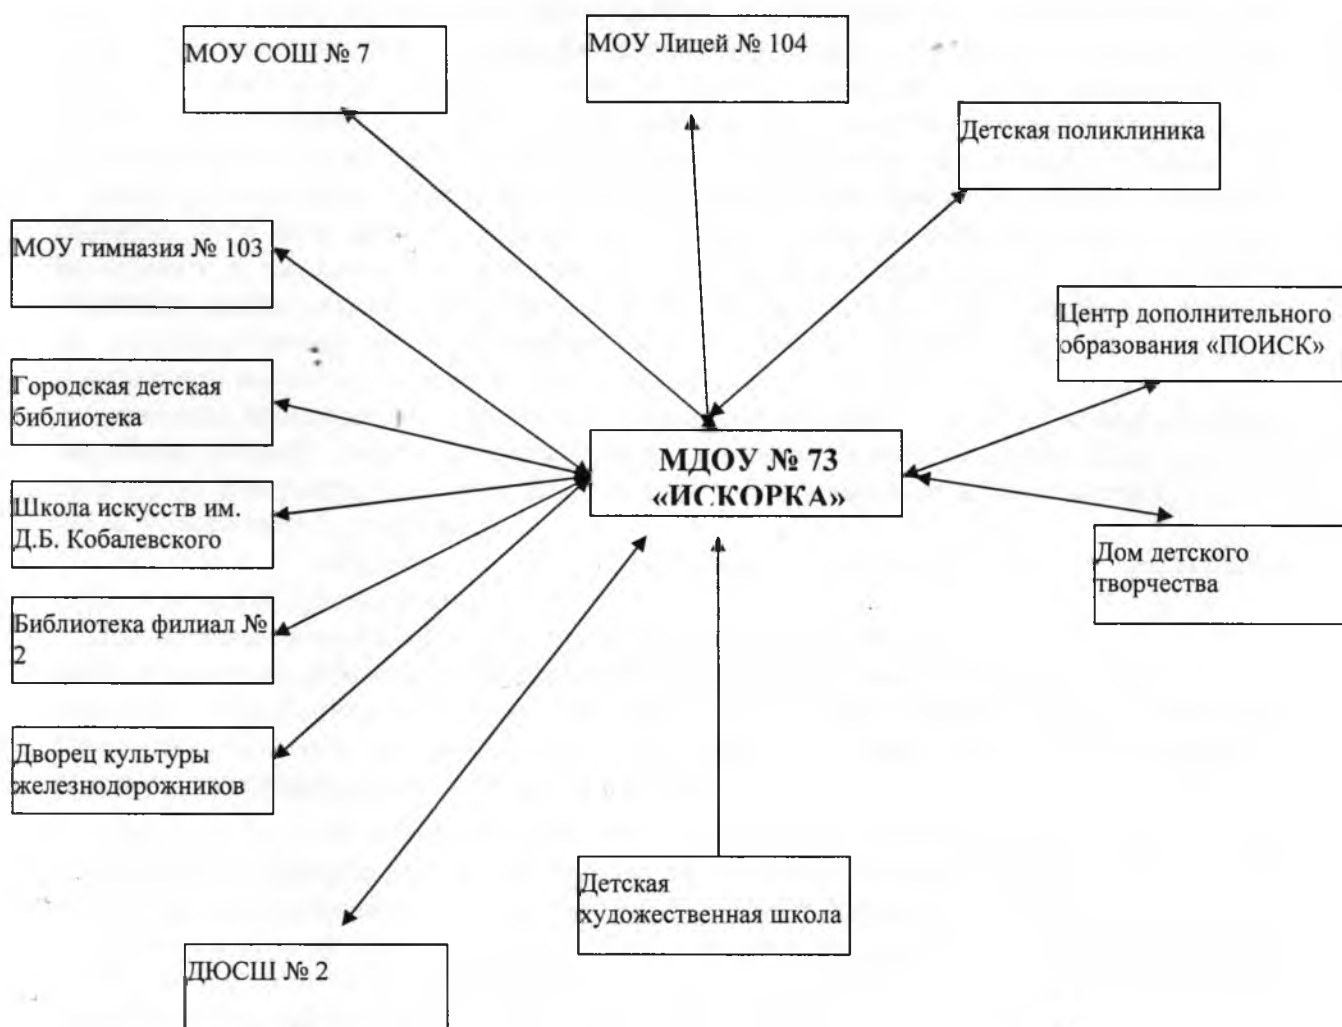 МОУ СОШ № 7
МОУ Лицей № 104
Детская поликлиника
МОУ гимназия № 103
Центр дополнительного
образования «ПОИСК»
Городская детская
библиотека
МДОУ № 73
«ИСКОРКА»
Школа искусств им.
Д.Б. Кобалевского
Дом детского
творчества
Библиотека филиал №
2
Дворец культуры
железнодорожников
Детская
художественная школа
ДЮСШ № 2